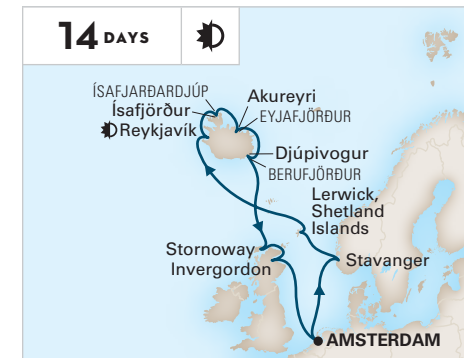 14 DAYS
ÍSAFJARÐARDJÚP
Ísafjörður
Reykjavík
Akureyri
EYJAFJÖRÐUR
Djúpivogur
BERUFJÖRÐUR
Lerwick,
Shetland
Islands
Stornoway
Invergordon
Stavanger
AMSTERDAM